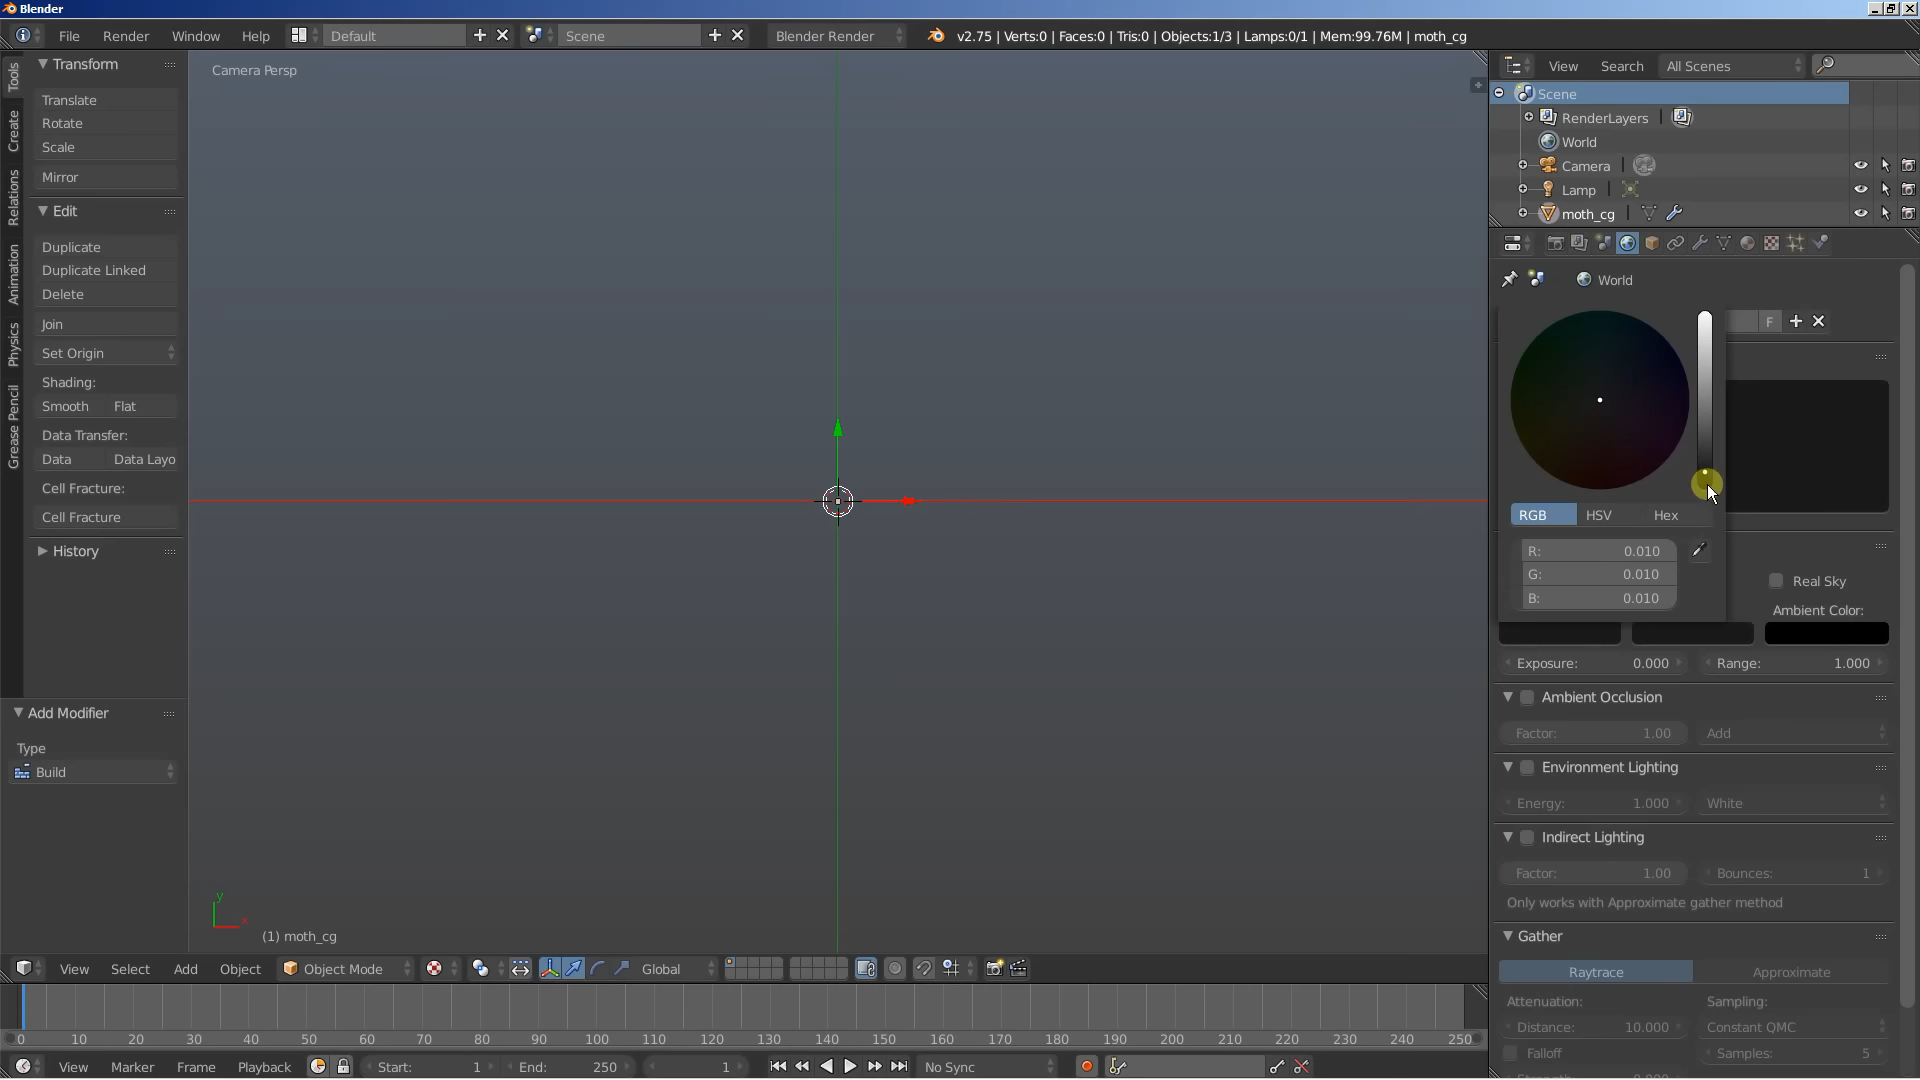 Blender
File Render Window Help Default Scene Blender Render v2.75 | Verts:0 | Faces:0 | Tris:0 | Objects:1/3 | Lamps:0/1 | Mem:99.76M | moth_cg
Tools
Create
Relations
Animation
Physics
Grease Pencil
Transform
Translate
Rotate
Scale
Mirror
Edit
Duplicate
Duplicate Linked
Delete
Join
Set Origin
Shading:
Smooth Flat
Data Transfer:
Data Data Layo
Cell Fracture:
Cell Fracture
History
Add Modifier
Type
Build
Camera Persp
y
x
(1) moth_cg
View Search All Scenes
Scene
RenderLayers
World
Camera
Lamp
moth_cg
World
F
RGB HSV Hex
R: 0.010
G: 0.010
B: 0.010
Real Sky
Ambient Color:
Exposure: 0.000 Range: 1.000
Ambient Occlusion
Factor: 1.00 Add
Environment Lighting
Energy: 1.000 White
Indirect Lighting
Factor: 1.00 Bounces: 1
Only works with Approximate gather method
Gather
Raytrace Approximate
Attenuation: Sampling:
Distance: 10.000 Constant QMC
Falloff Samples: 5
View Select Add Object Object Mode Global
0 10 20 30 40 50 60 70 80 90 100 110 120 130 140 150 160 170 180 190 200 210 220 230 240 250
View Marker Frame Playback Start: 1 End: 250 1 No Sync